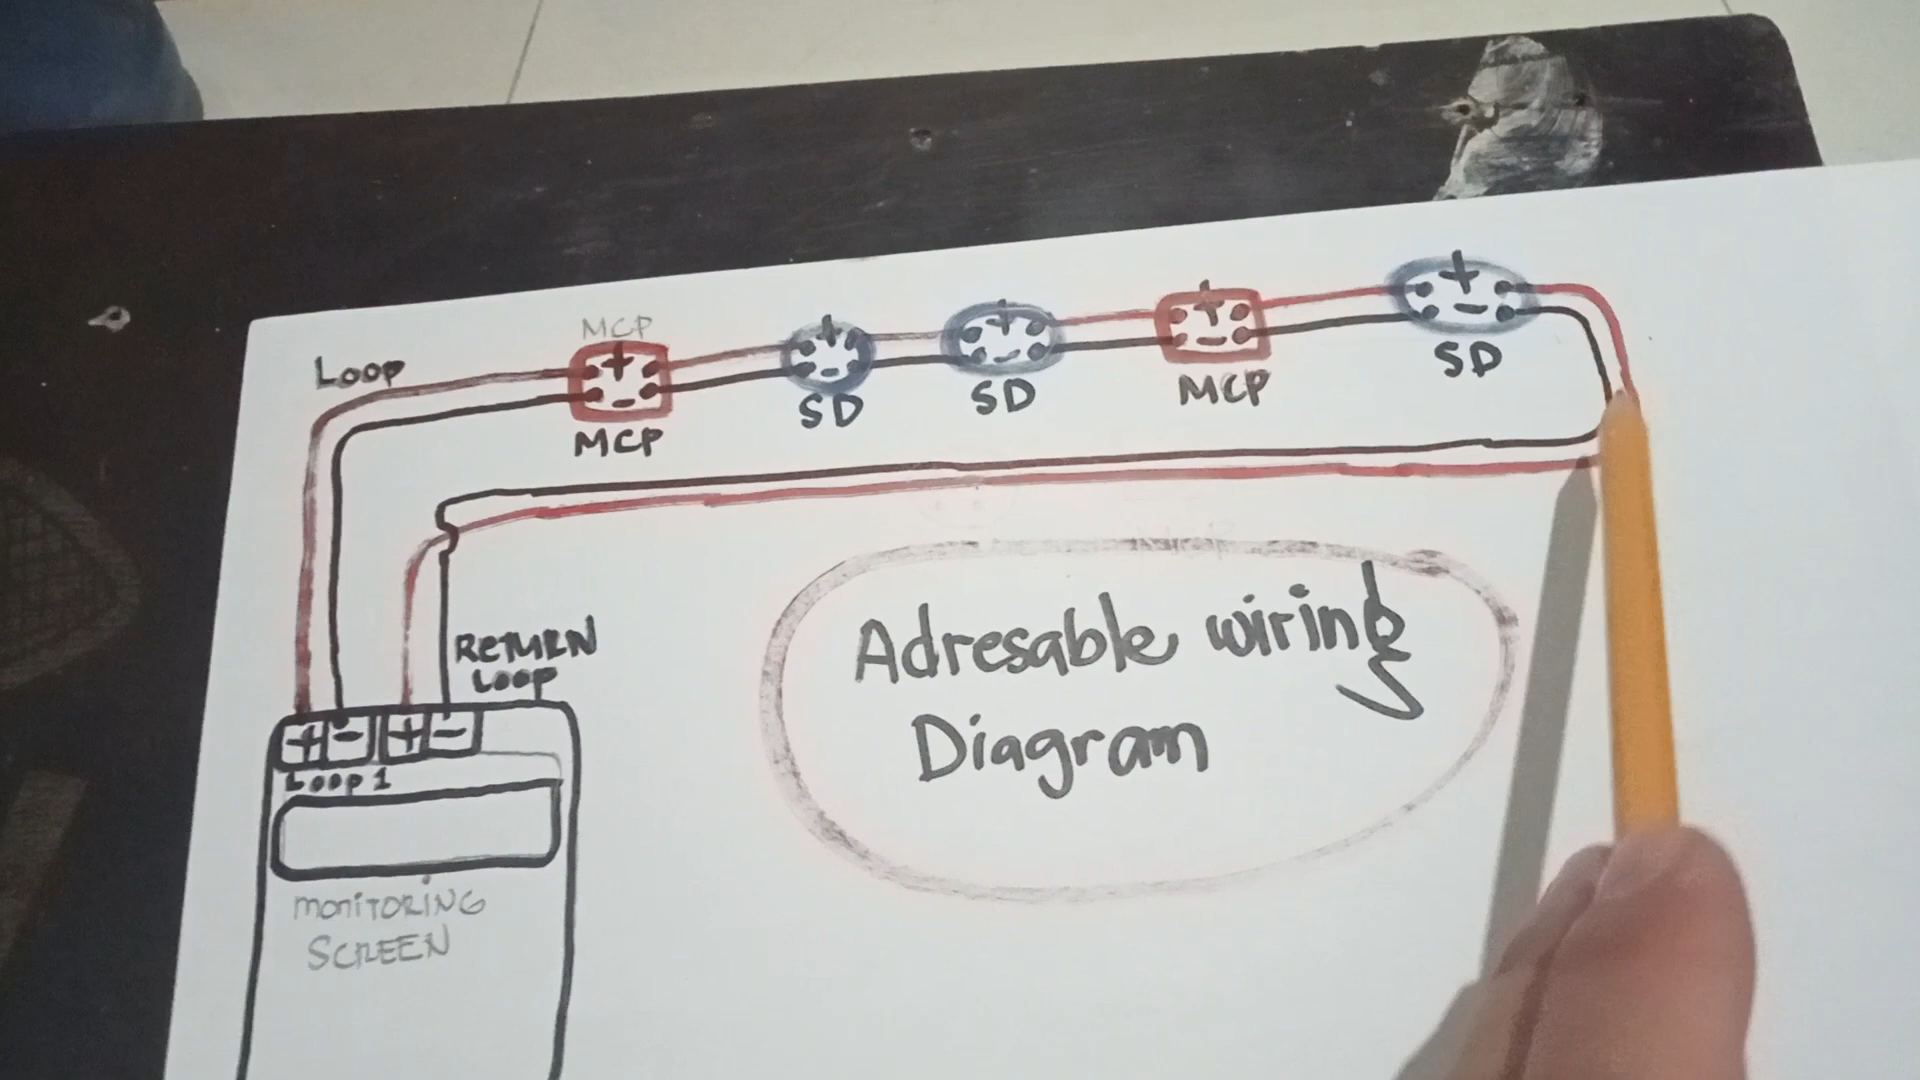 MCP
Loop
MCP
SD
SD
MCP
SD
RETURN
LOOP
+ - + -
Loop 1
MONITORING
SCREEN
Adresable wiring
Diagram